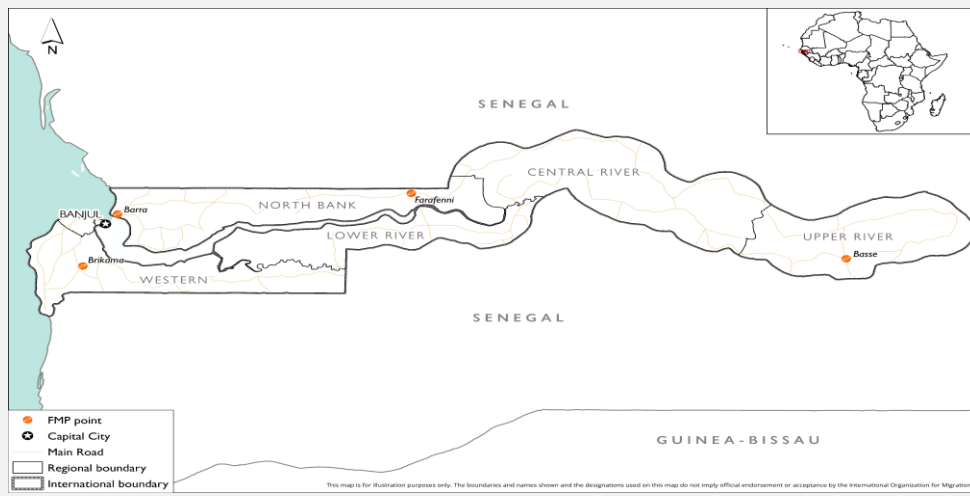 N
SENEGAL
CENTRAL RIVER
BANJUL
Barra
NORTH BANK
Farafenni
LOWER RIVER
UPPER RIVER
Basse
Brikama
WESTERN
SENEGAL
FMP point
Capital City
Main Road
Regional boundary
International boundary
GUINEA-BISSAU
This map is for illustration purposes only. The boundaries and names shown and the designations used on this map do not imply official endorsement or acceptance by the International Organization for Migration